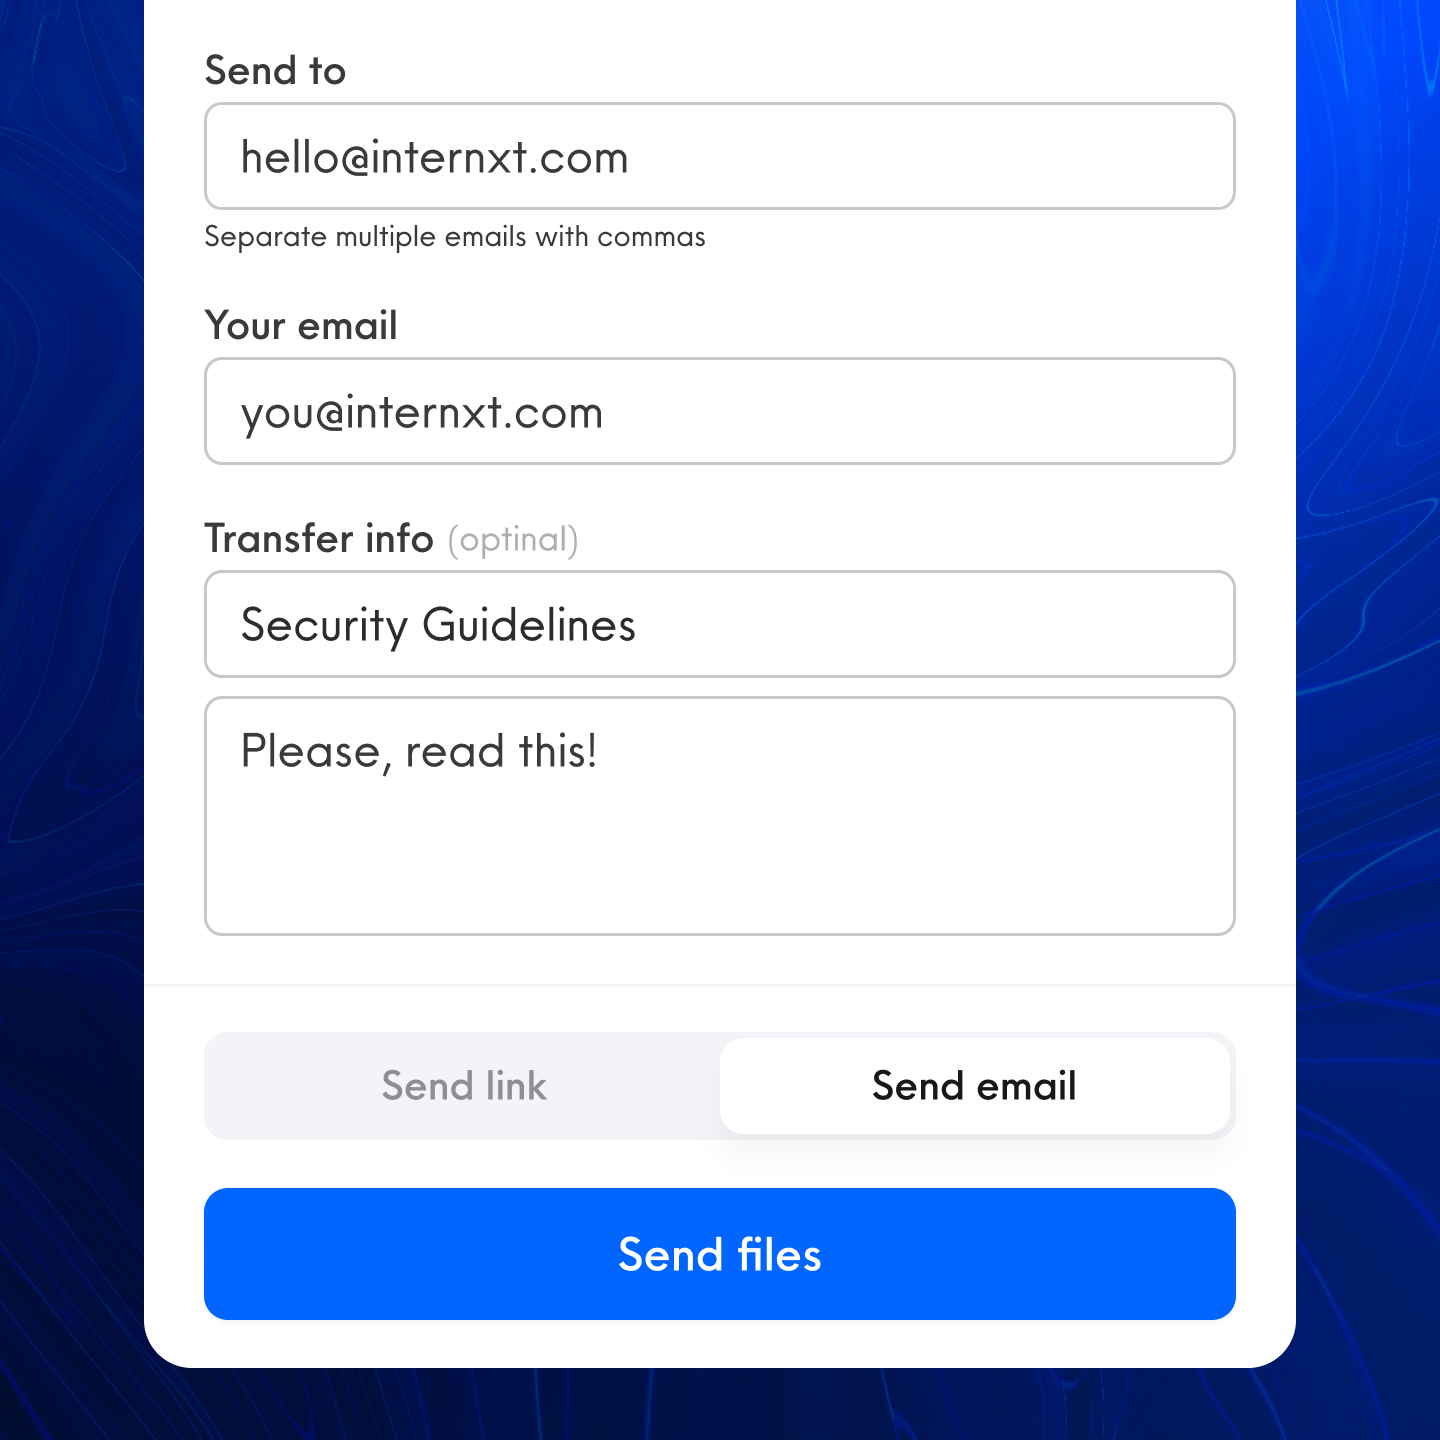 Send to
hello@internxt.com
Separate multiple emails with commas
Your email
you@internxt.com
Transfer info (optinal)
Security Guidelines
Please, read this!
Send link
Send email
Send files